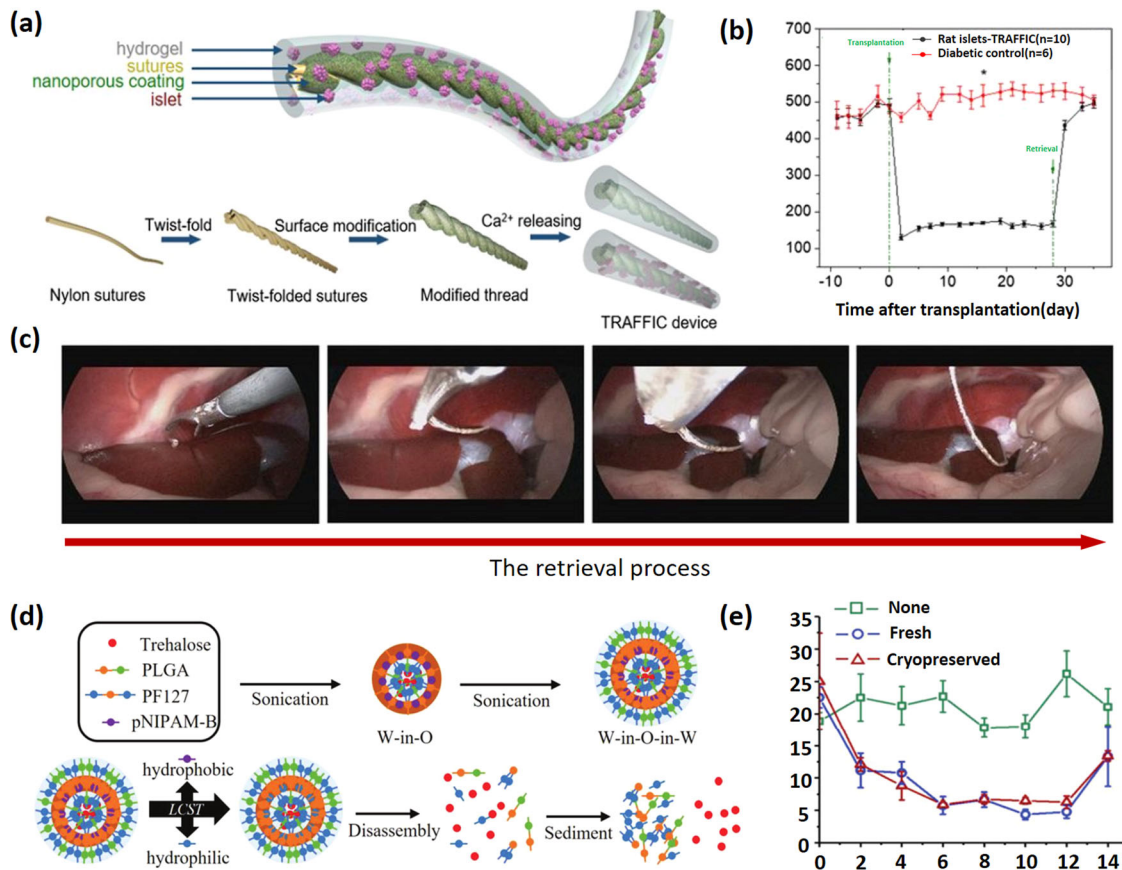 (a)
hydrogel
sutures
nanoporous coating
islet
Twist-fold
Surface modification
Ca²⁺ releasing
Nylon sutures
Twist-folded sutures
Modified thread
TRAFFIC device
(b)
700
600
500
400
300
200
100
Transplantation
Rat islets-TRAFFIC(n=10)
Diabetic control(n=6)
*
Retrieval
-10 0 10 20 30
Time after transplantation(day)
(c)
The retrieval process
(d)
Trehalose
PLGA
PF127
pNIPAM-B
Sonication
W-in-O
Sonication
W-in-O-in-W
hydrophobic
LCST
hydrophilic
Disassembly
Sediment
(e)
None
Fresh
Cryopreserved
35
30
25
20
15
10
5
0
0 2 4 6 8 10 12 14